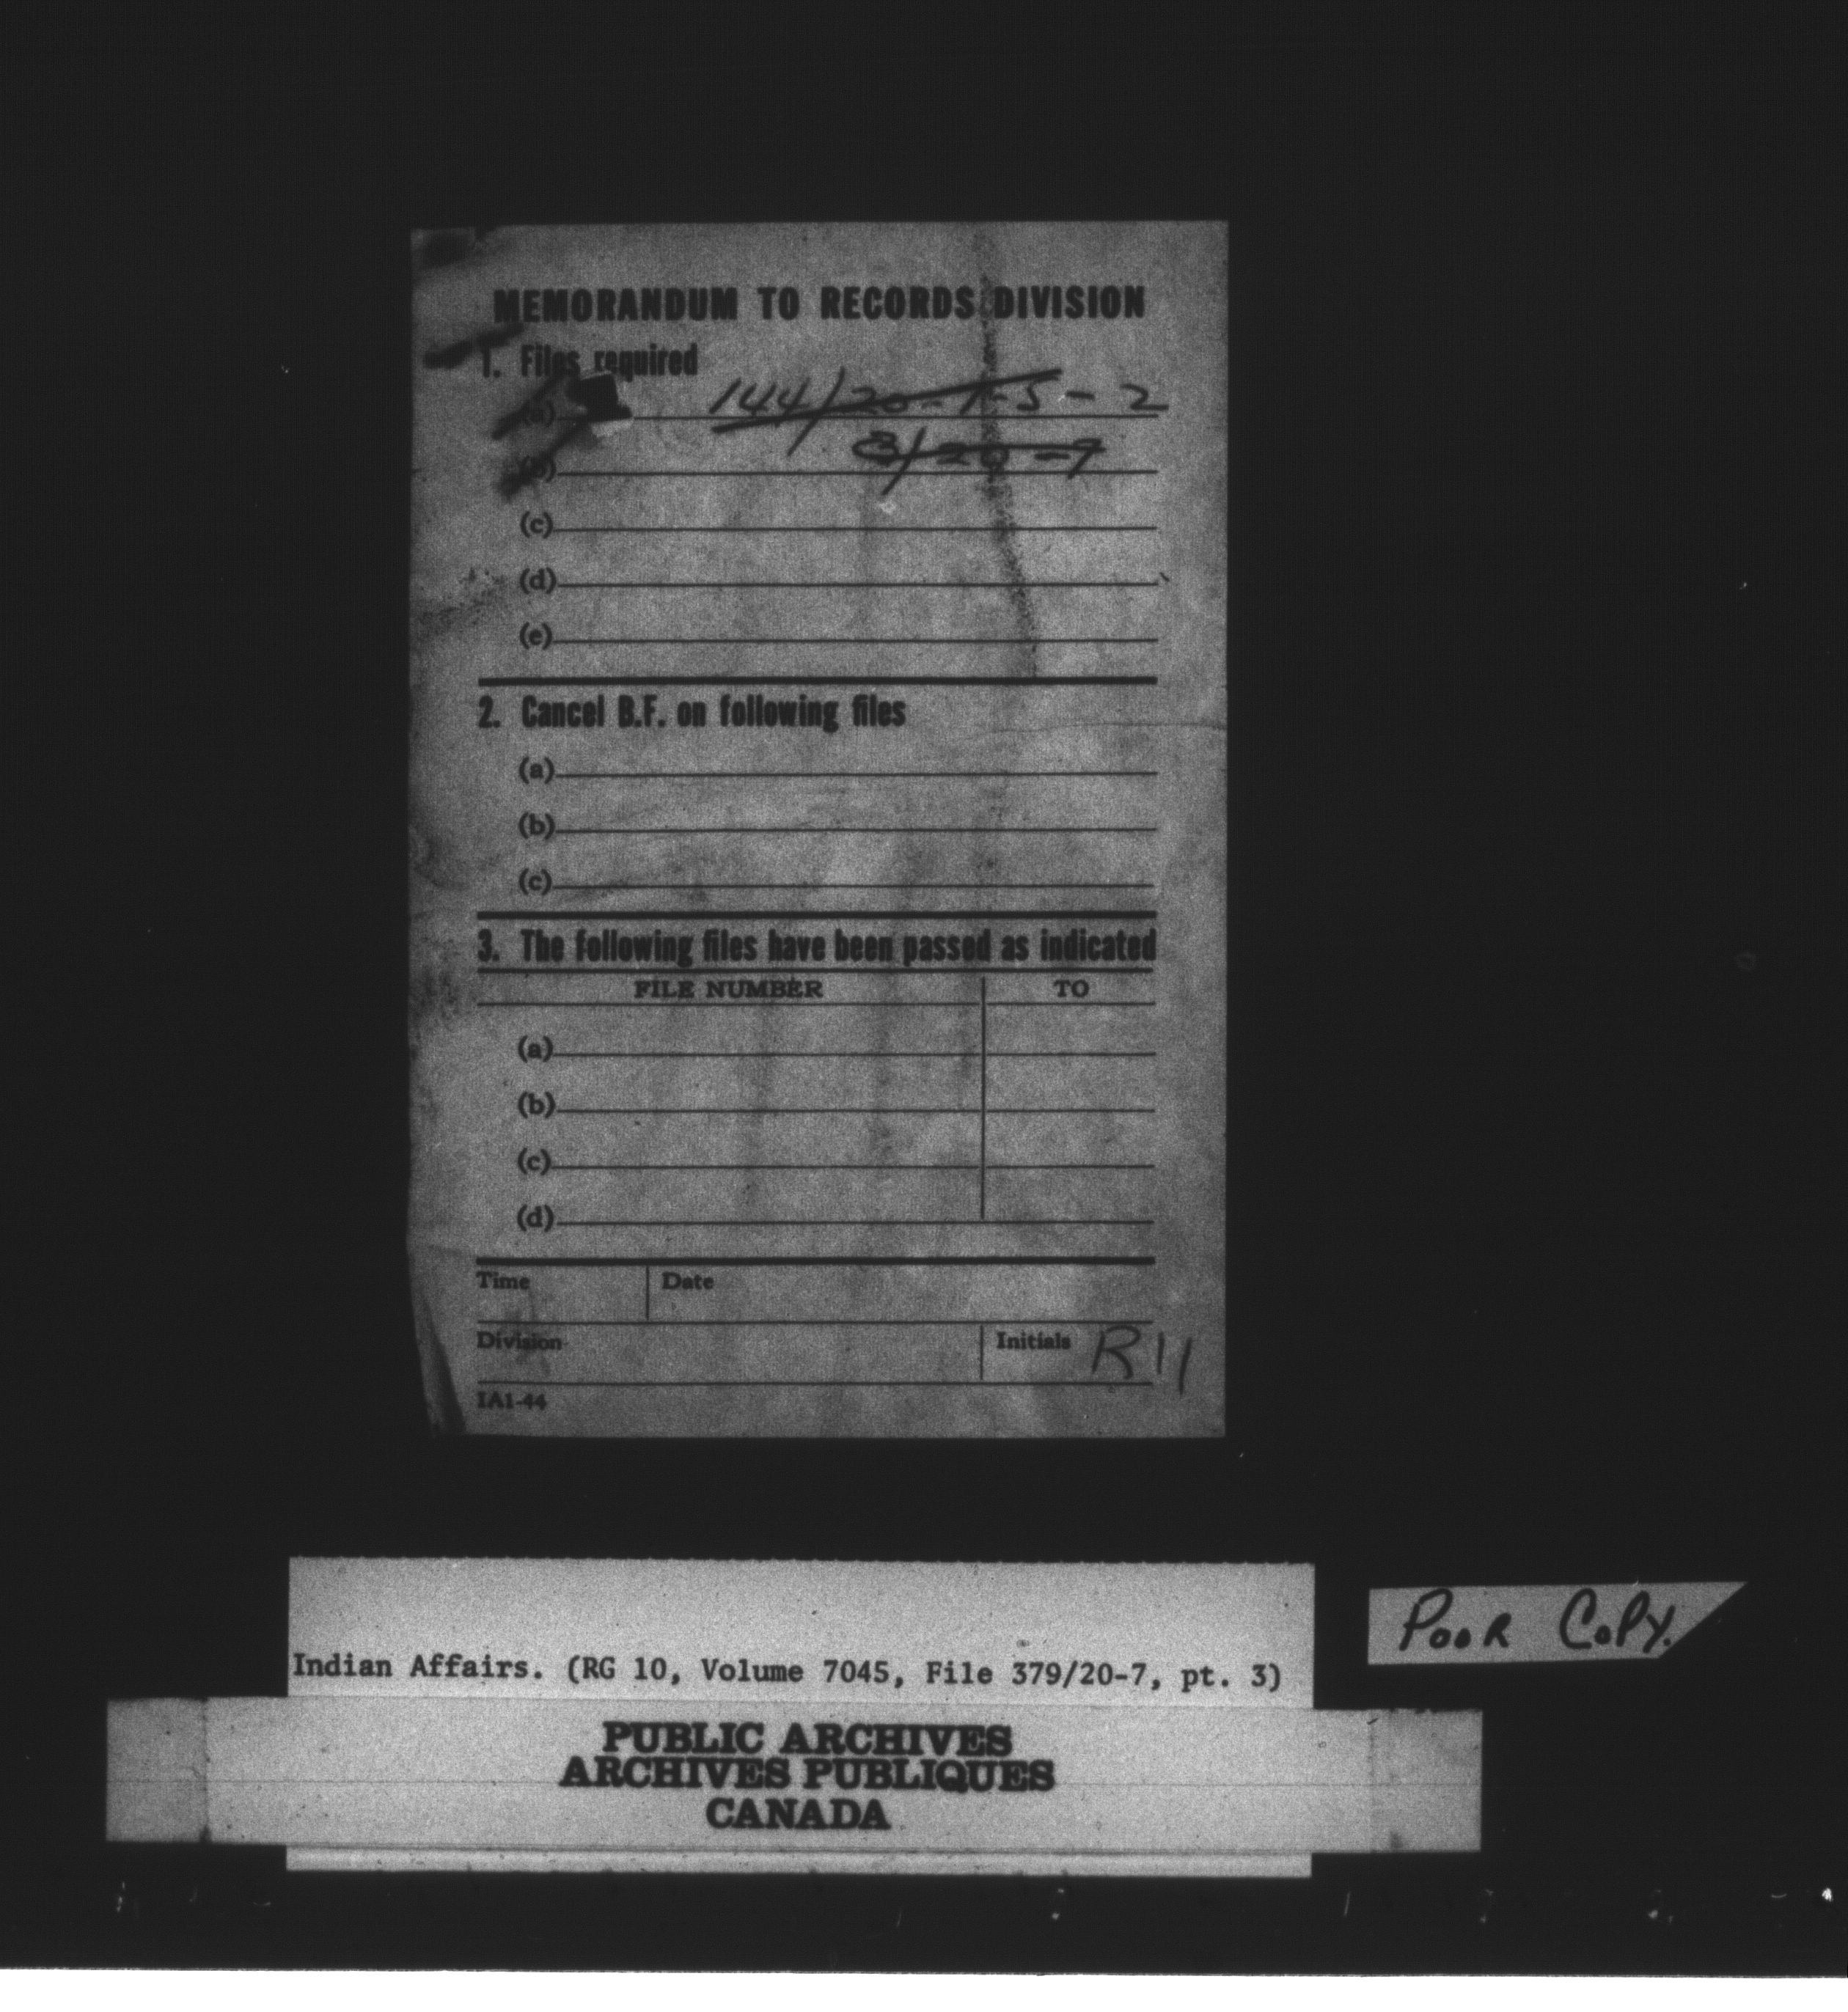 MEMORANDUM TO RECORDS DIVISION
1. Files required
(a) 144/20-7-5-2
(b) 3/20-9
(c)
(d)
(e)
2. Cancel B.F. on following files
(a)
(b)
(c)
3. The following files have been passed as indicated
FILE NUMBER TO
(a)
(b)
(c)
(d)
Time Date
Division Initials R11
IA1-44
POOR COPY.
Indian Affairs. (RG 10, Volume 7045, File 379/20-7, pt. 3)
PUBLIC ARCHIVES
ARCHIVES PUBLIQUES
CANADA